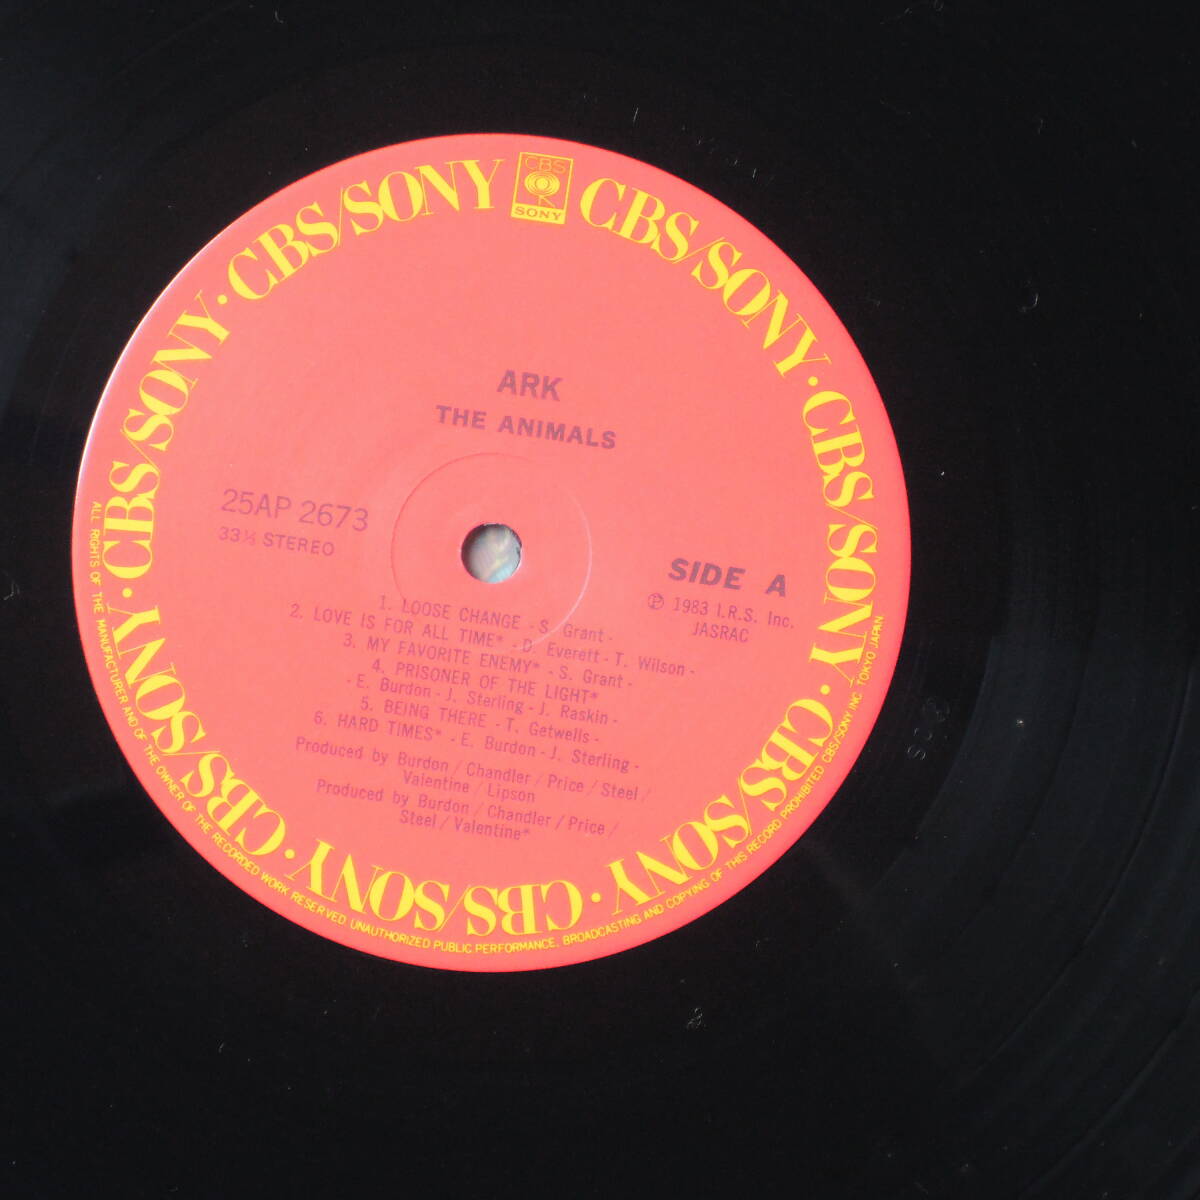 CBS
SONY
CBS/SONY · CBS/SONY · CBS/SONY · CBS/SONY · CBS/SONY · CBS/SONY · CBS/SONY
ARK
THE ANIMALS
25AP 2673
33⅓ STEREO
SIDE A
Ⓟ 1983 I.R.S. Inc.
JASRAC
1. LOOSE CHANGE - S. Grant -
2. LOVE IS FOR ALL TIME* - D. Everett - T. Wilson -
3. MY FAVORITE ENEMY* - S. Grant -
4. PRISONER OF THE LIGHT*
- E. Burdon - J. Sterling - J. Raskin -
5. BEING THERE - T. Getwells -
6. HARD TIMES* - E. Burdon - J. Sterling -
Produced by Burdon / Chandler / Price / Steel /
Valentine / Lipson
Produced by Burdon / Chandler / Price /
Steel / Valentine*
ALL RIGHTS OF THE MANUFACTURER AND OF THE OWNER OF THE RECORDED WORK RESERVED. UNAUTHORIZED PUBLIC PERFORMANCE, BROADCASTING AND COPYING OF THIS RECORD PROHIBITED CBS/SONY INC. TOKYO JAPAN